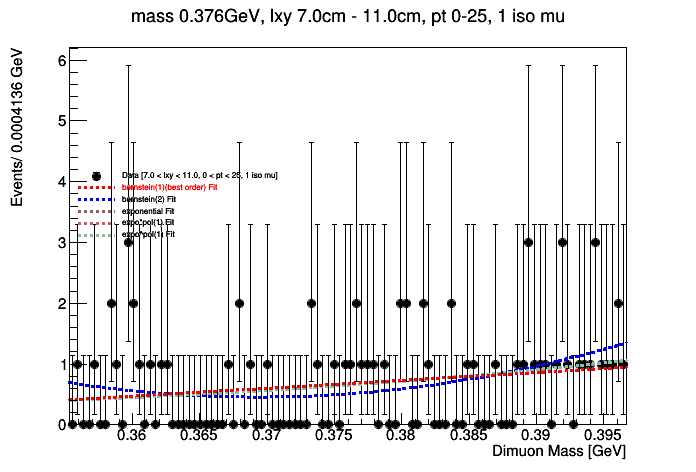 mass 0.376GeV, lxy 7.0cm - 11.0cm, pt 0-25, 1 iso mu
Events/ 0.0004136 GeV
6
5
4
3
2
1
0
Data [7.0 < lxy < 11.0, 0 < pt < 25, 1 iso mu]
bernstein(1)(best order) Fit
bernstein(2) Fit
exponential Fit
expo*pol(1) Fit
expo*pol(1) Fit
0.36 0.365 0.37 0.375 0.38 0.385 0.39 0.395
Dimuon Mass [GeV]